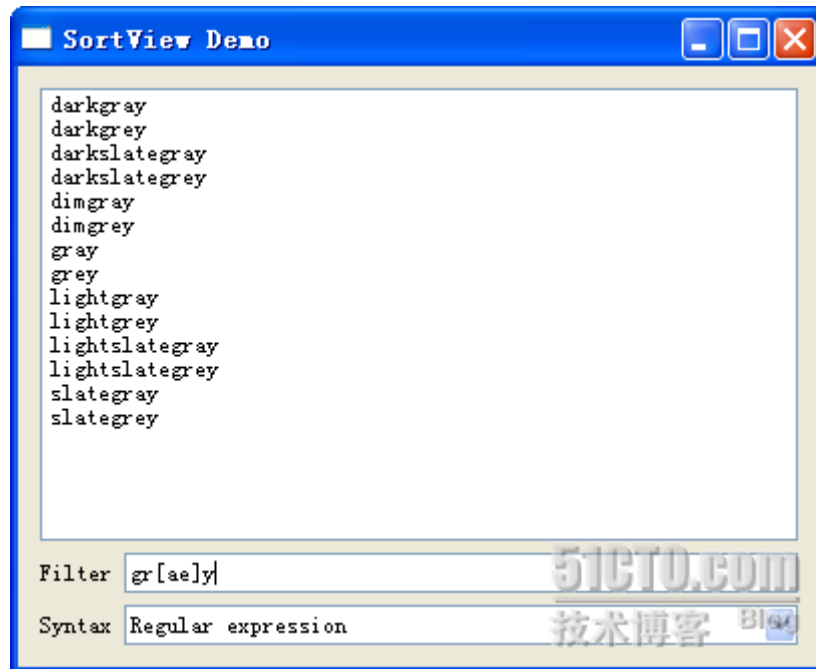 SortView Demo
darkgray
darkgrey
darkslategray
darkslategrey
dimgray
dimgrey
gray
grey
lightgray
lightgrey
lightslategray
lightslategrey
slategray
slategrey
Filter gr[ae]y
51CTO.com
Syntax Regular expression
技术博客 Blog